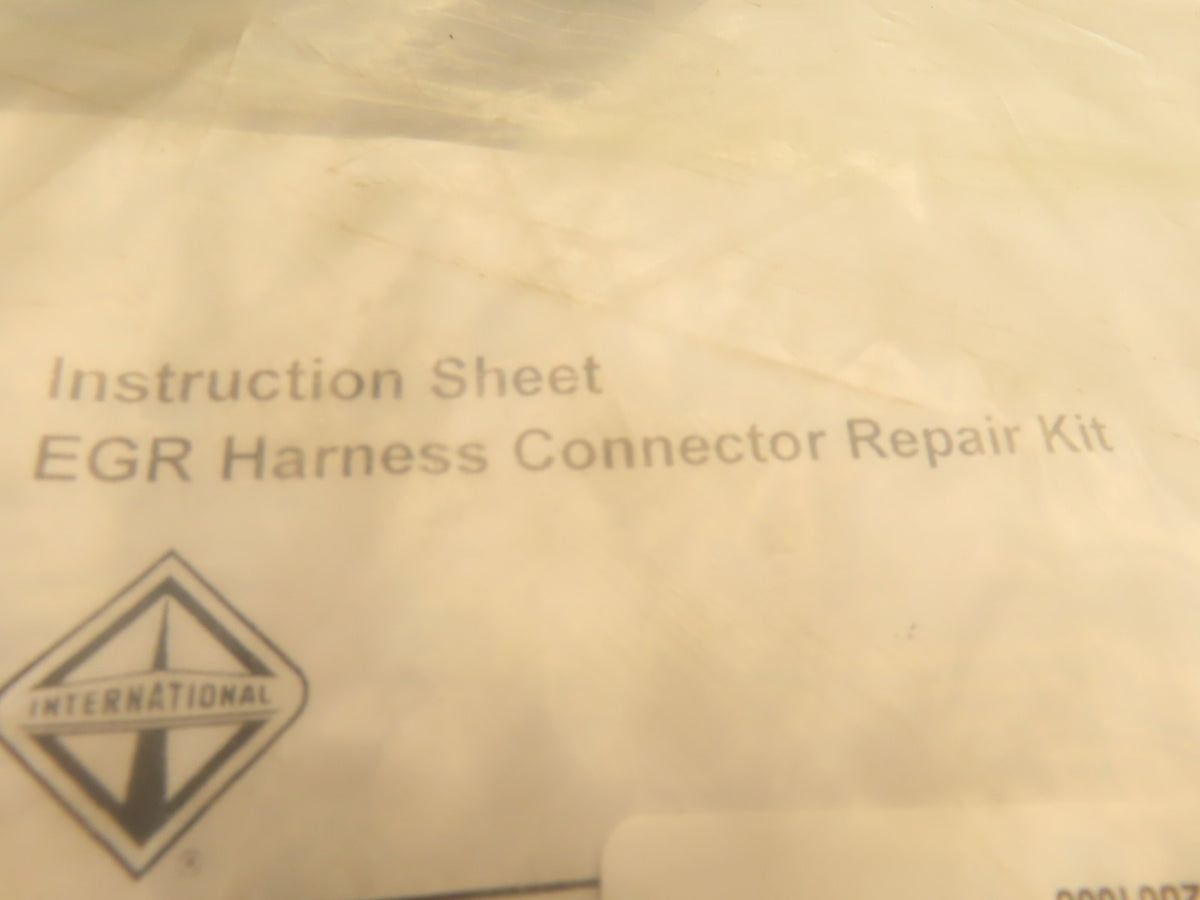 Instruction Sheet
EGR Harness Connector Repair Kit
INTERNATIONAL
®